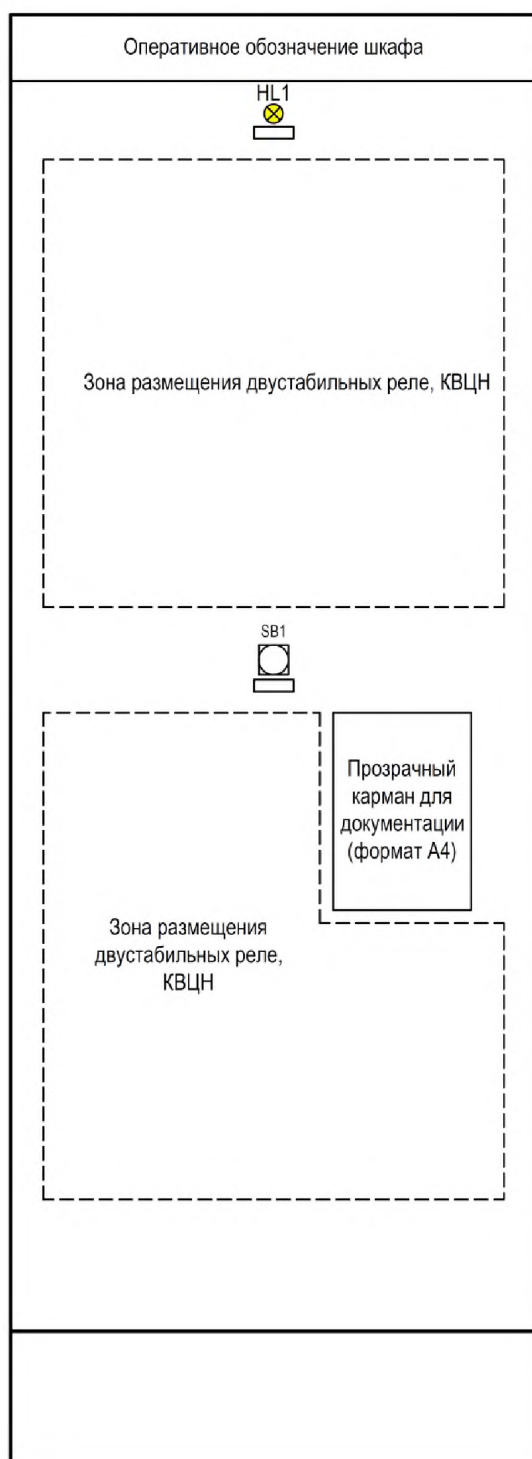 Оперативное обозначение шкафа
HL1
Зона размещения двустабильных реле, КВЦН
SB1
Прозрачный
карман для
документации
(формат А4)
Зона размещения
двустабильных реле,
КВЦН